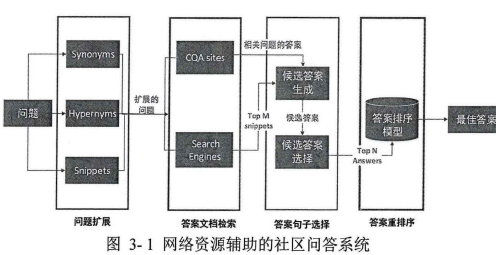 问题
Synonyms
Hypernyms
Snippets
问题扩展
扩展的
问题
CQA sites
Search
Engines
答案文档检索
相关问题的答案
Top M
snippets
候选答案
生成
候选答案
候选答案
选择
答案句子选择
Top N
Answers
答案排序
模型
答案重排序
最佳答案
图 3-1 网络资源辅助的社区问答系统